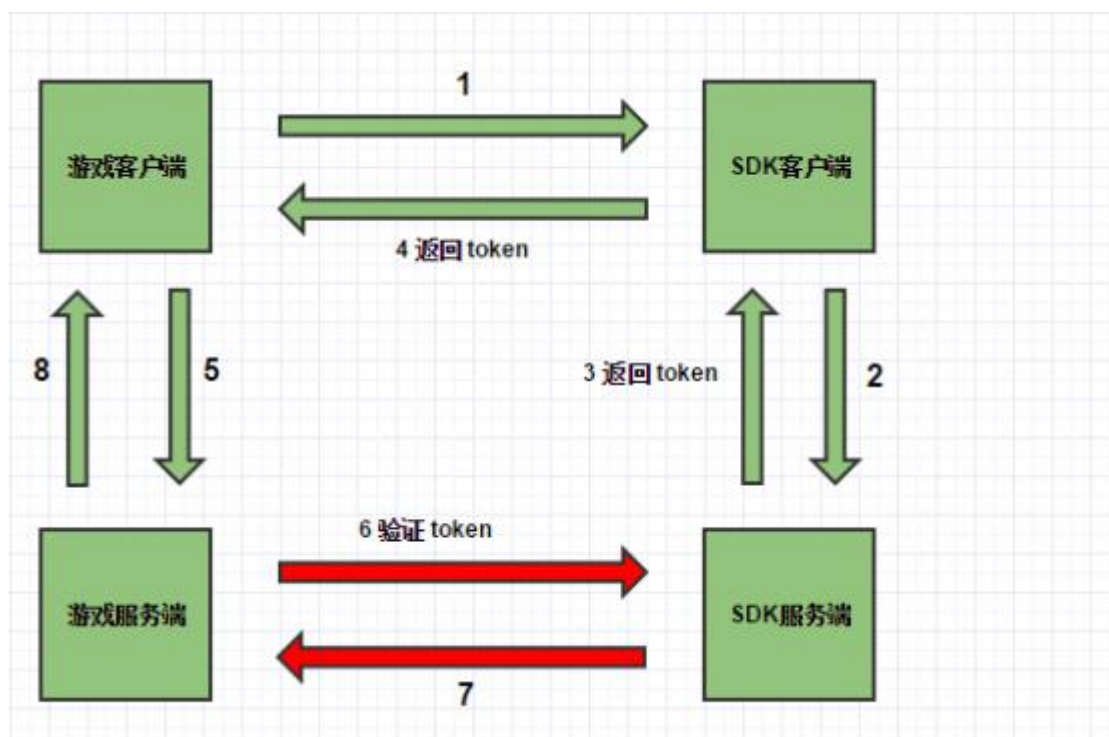 1
游戏客户端
SDK客户端
4 返回 token
8
5
3 返回 token
2
6 验证 token
游戏服务端
SDK服务端
7